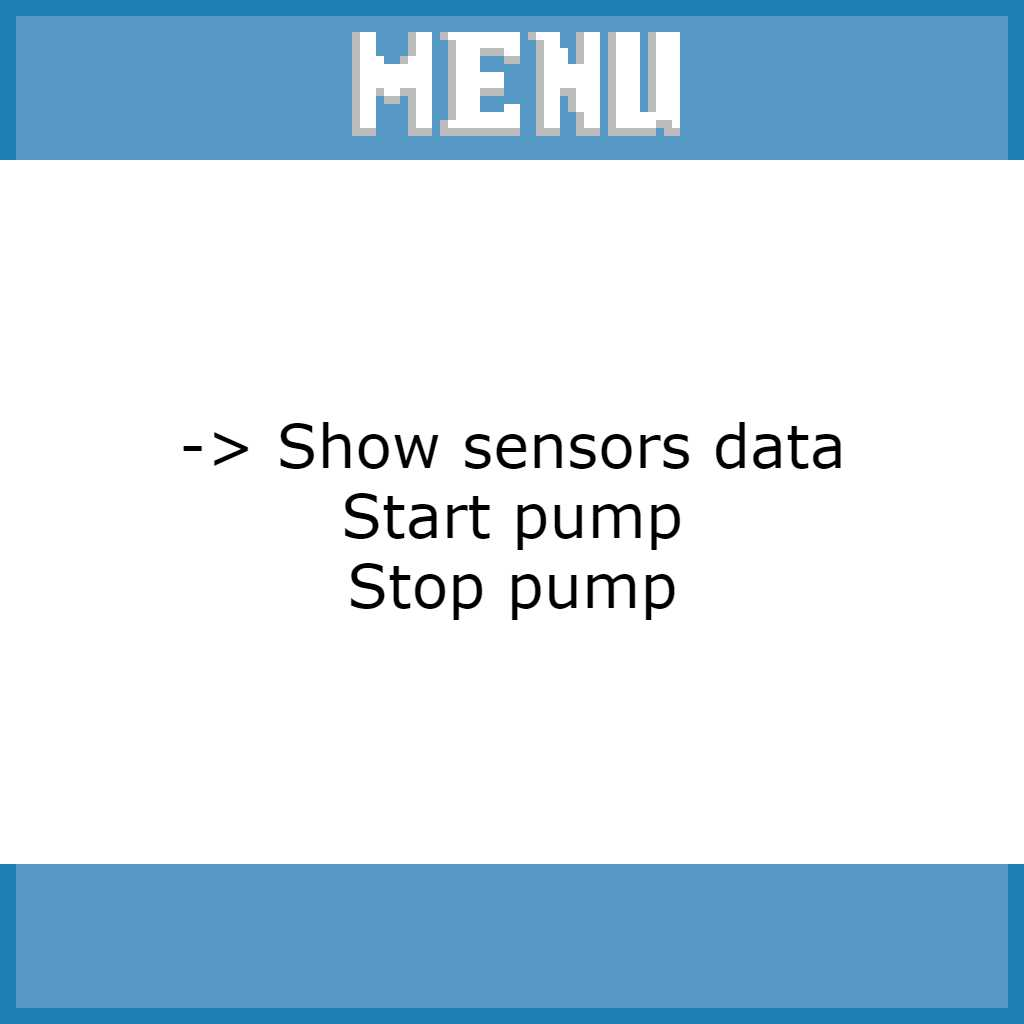 MENU
-> Show sensors data
Start pump
Stop pump